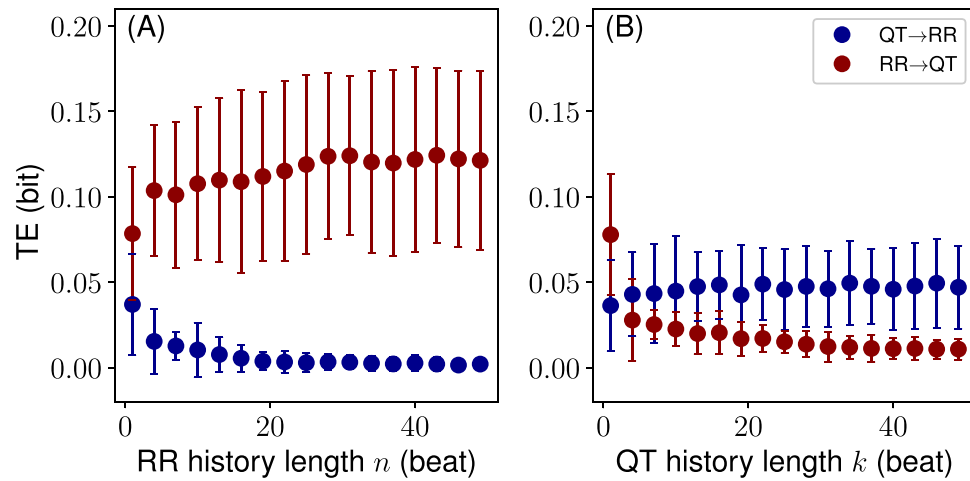 (A)
(B)
QT→RR
RR→QT
TE (bit)
0.20
0.15
0.10
0.05
0.00
0
20
40
RR history length n (beat)
0.20
0.15
0.10
0.05
0.00
0
20
40
QT history length k (beat)